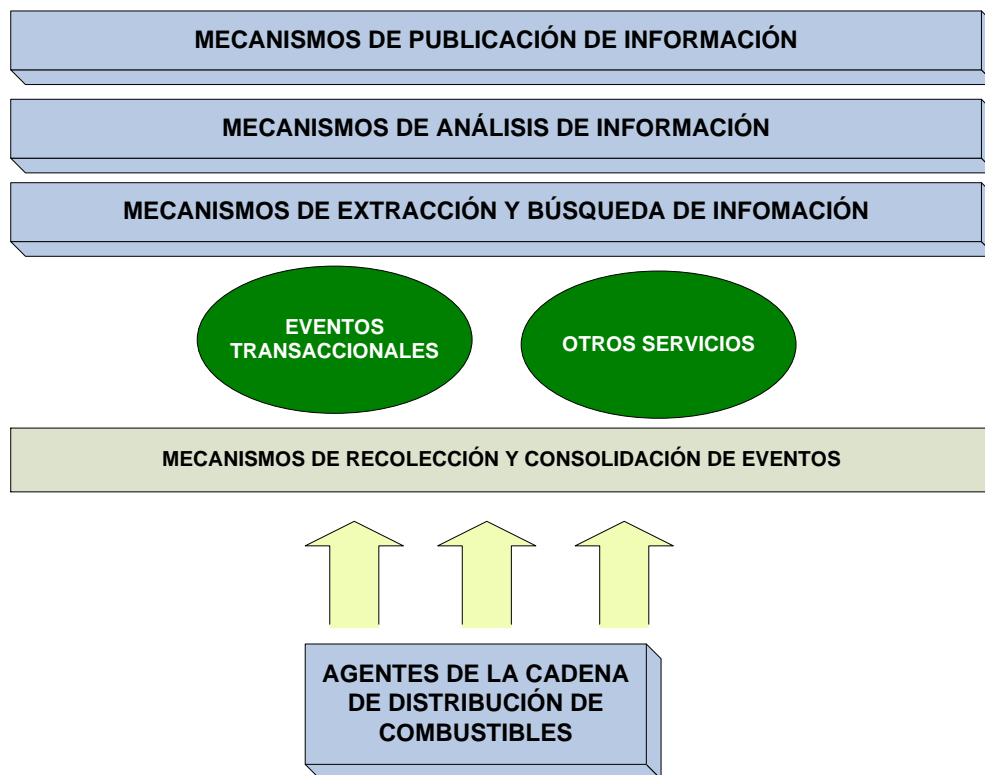 MECANISMOS DE PUBLICACIÓN DE INFORMACIÓN
MECANISMOS DE ANÁLISIS DE INFORMACIÓN
MECANISMOS DE EXTRACCIÓN Y BÚSQUEDA DE INFOMACIÓN
EVENTOS
TRANSACCIONALES
OTROS SERVICIOS
MECANISMOS DE RECOLECCIÓN Y CONSOLIDACIÓN DE EVENTOS
AGENTES DE LA CADENA
DE DISTRIBUCIÓN DE
COMBUSTIBLES